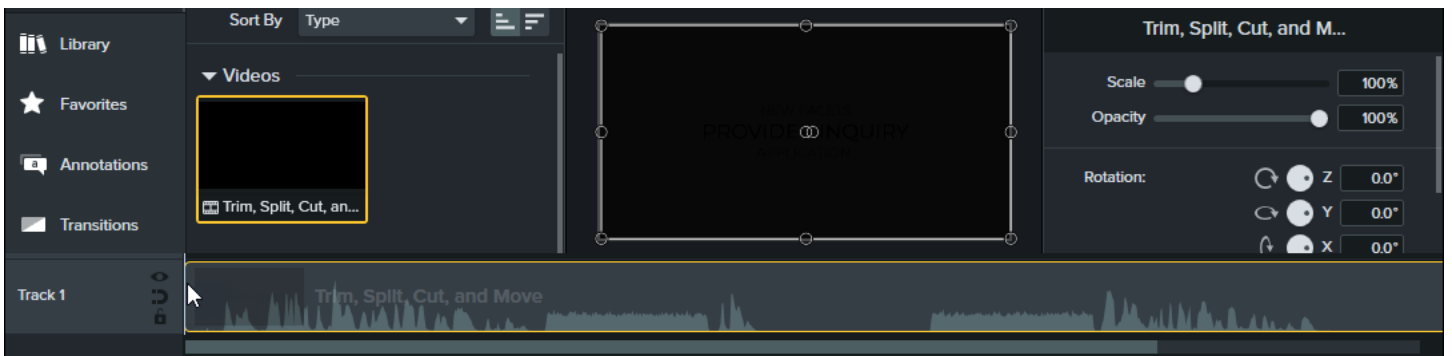 Library
Favorites
Annotations
Transitions
Sort By Type
Videos
Trim, Split, Cut, an...
PROVIDER INQUIRY
Trim, Split, Cut, and M...
Scale 100%
Opacity 100%
Rotation: Z 0.0°
Y 0.0°
X 0.0°
Track 1
Trim, Split, Cut, and Move